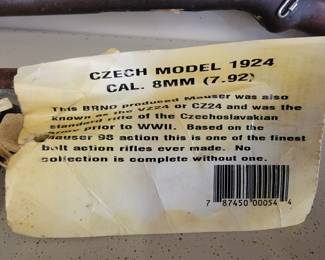 CZECH MODEL 1924
CAL. 8MM (7.92)
This BRNO produced Mauser was also
known as the VZ24 or CZ24 and was the
standard rifle of the Czechoslavakian
Army prior to WWII. Based on the
Mauser 98 action this is one of the finest
bolt action rifles ever made. No
collection is complete without one.
7 87450 00054 4